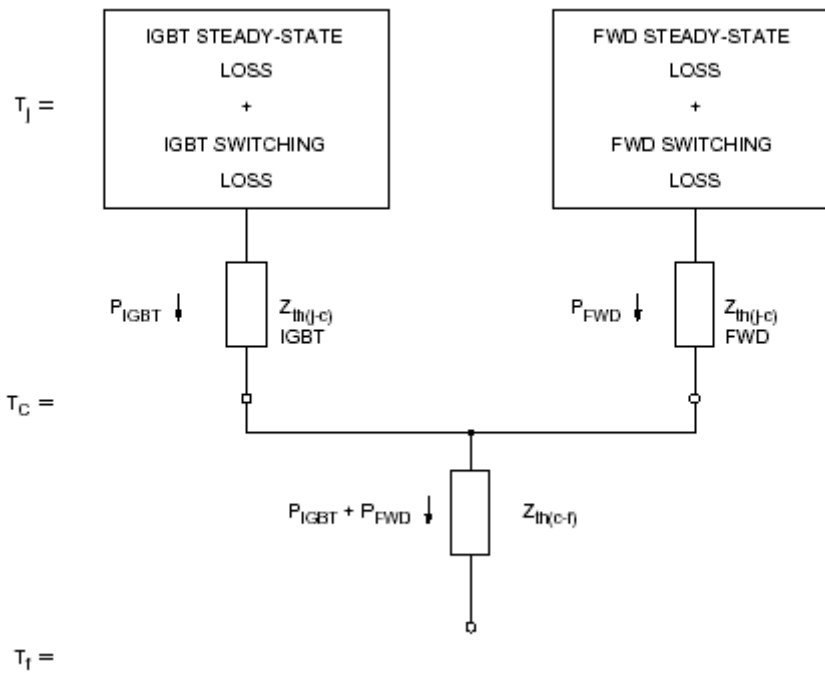 IGBT STEADY-STATE
LOSS
+
IGBT SWITCHING
LOSS
FWD STEADY-STATE
LOSS
+
FWD SWITCHING
LOSS
Tj =
PIGBT
Zth(j-c)
IGBT
PFWD
Zth(j-c)
FWD
TC =
PIGBT + PFWD
Zth(c-f)
Tf =